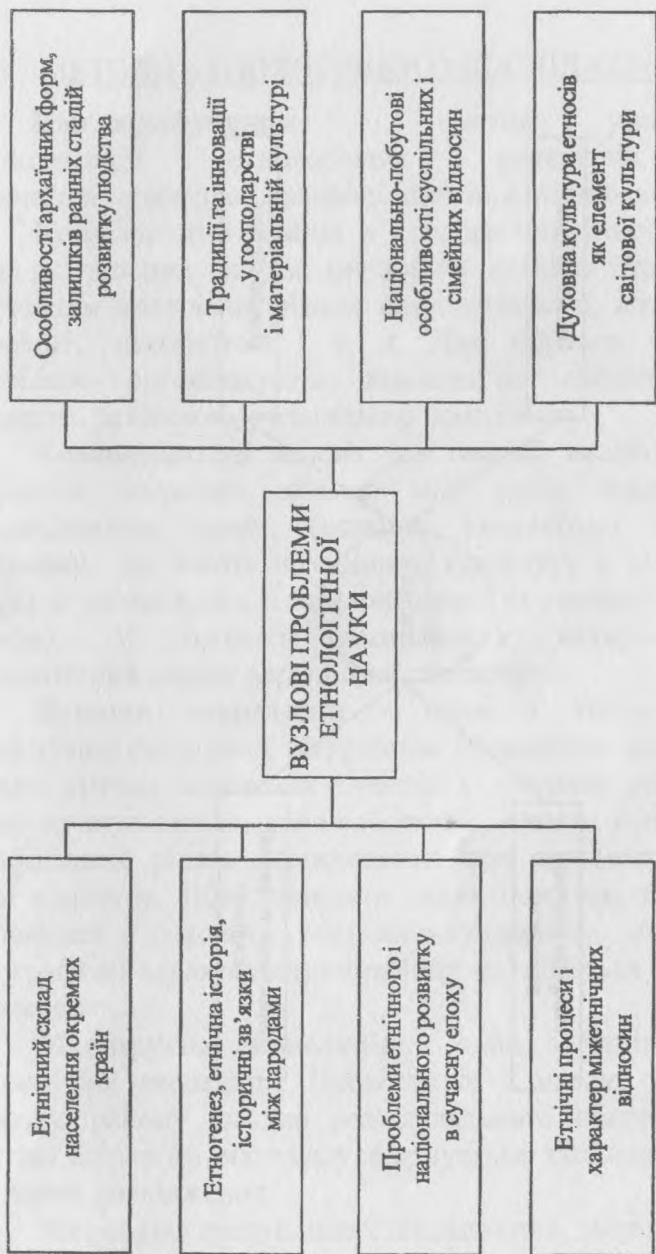 ВУЗЛОВІ ПРОБЛЕМИ
ЕТНОЛОГІЧНОЇ
НАУКИ
Етнічний склад
населення окремих
країн
Етногенез, етнічна історія,
історичні зв’язки
між народами
Проблеми етнічного і
національного розвитку
в сучасну епоху
Етнічні процеси і
характер міжетнічних
відносин
Особливості архаїчних форм,
залишків ранніх стадій
розвитку людства
Традиції та інновації
у господарстві
і матеріальній культурі
Національно-побутові
особливості суспільних і
сімейних відносин
Духовна культура етносів
як елемент
світової культури